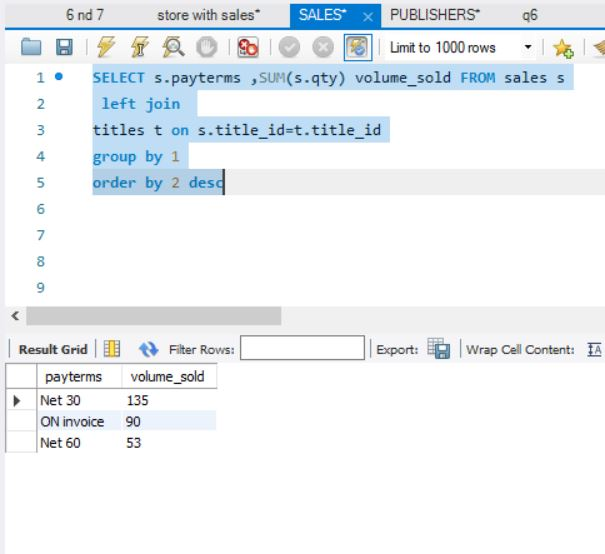 6 nd 7 store with sales* SALES* × PUBLISHERS* q6
Limit to 1000 rows
1 SELECT s.payterms ,SUM(s.qty) volume_sold FROM sales s
2 left join
3 titles t on s.title_id=t.title_id
4 group by 1
5 order by 2 desc
6
7
8
9
Result Grid Filter Rows: Export: Wrap Cell Content: IA
payterms volume_sold
Net 30 135
ON invoice 90
Net 60 53